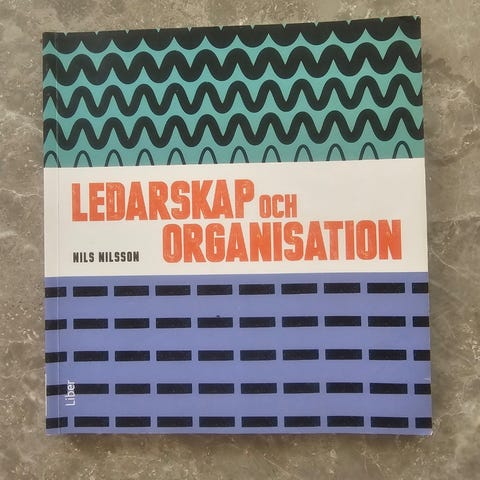 LEDARSKAP OCH
ORGANISATION
NILS NILSSON
Liber